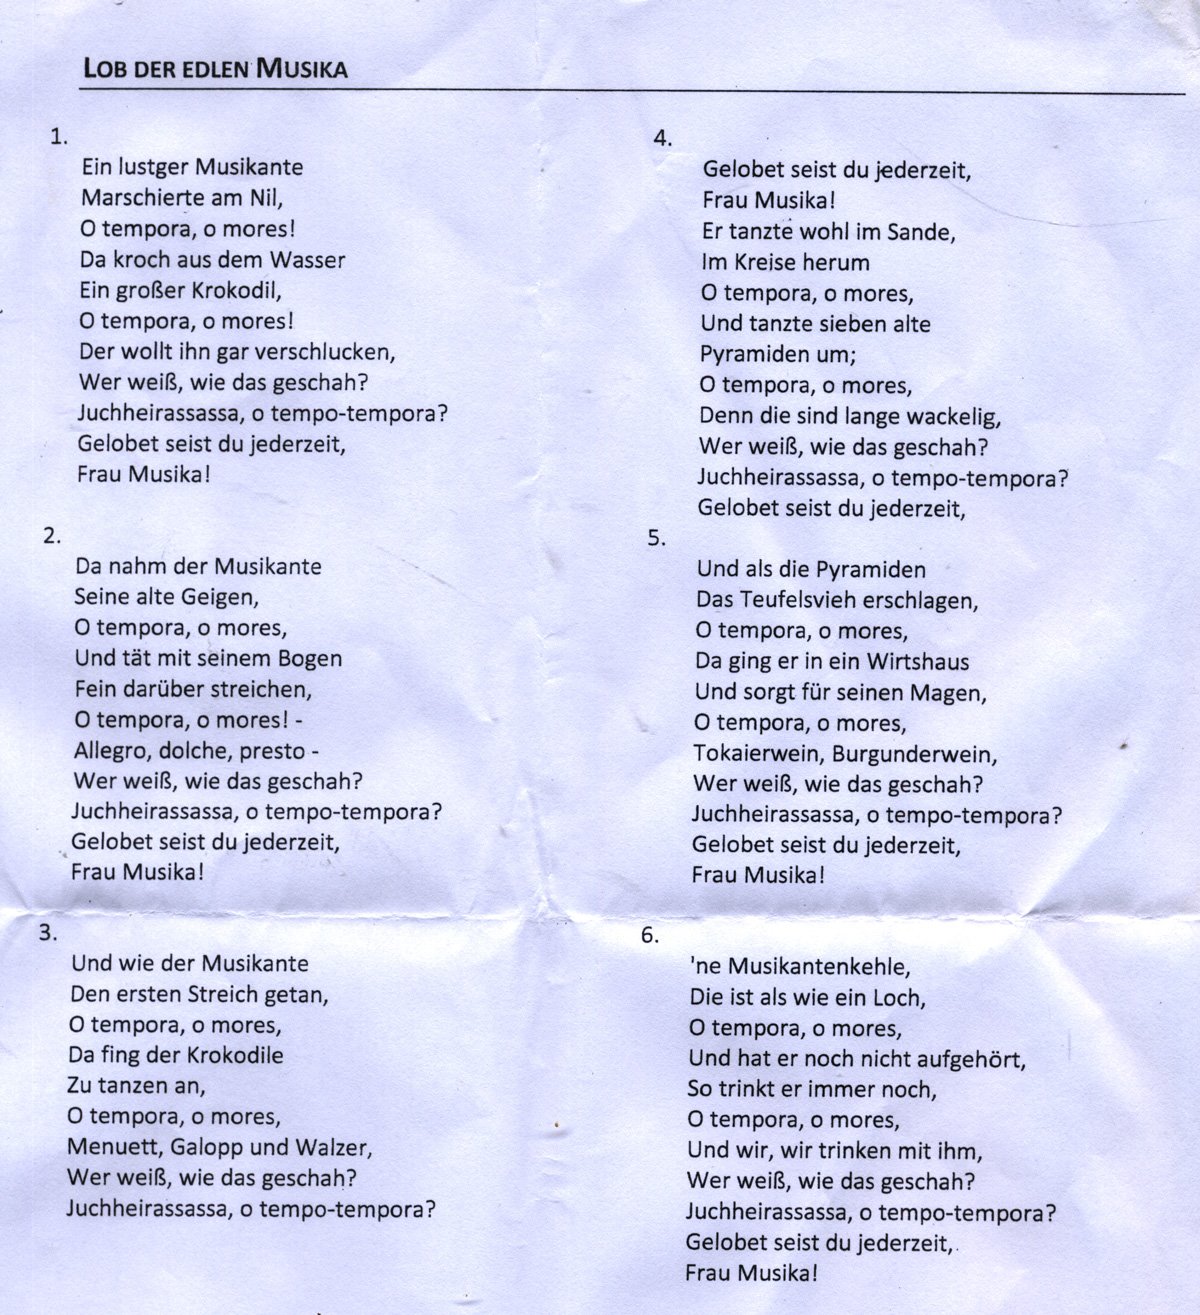 LOB DER EDLEN MUSIKA
1.
Ein lustger Musikante
Marschierte am Nil,
O tempora, o mores!
Da kroch aus dem Wasser
Ein großer Krokodil,
O tempora, o mores!
Der wollt ihn gar verschlucken,
Wer weiß, wie das geschah?
Juchheirassassa, o tempo-tempora?
Gelobet seist du jederzeit,
Frau Musika!
2.
Da nahm der Musikante
Seine alte Geigen,
O tempora, o mores,
Und tät mit seinem Bogen
Fein darüber streichen,
O tempora, o mores! -
Allegro, dolche, presto -
Wer weiß, wie das geschah?
Juchheirassassa, o tempo-tempora?
Gelobet seist du jederzeit,
Frau Musika!
3.
Und wie der Musikante
Den ersten Streich getan,
O tempora, o mores,
Da fing der Krokodile
Zu tanzen an,
O tempora, o mores,
Menuett, Galopp und Walzer,
Wer weiß, wie das geschah?
Juchheirassassa, o tempo-tempora?
4.
Gelobet seist du jederzeit,
Frau Musika!
Er tanzte wohl im Sande,
Im Kreise herum
O tempora, o mores,
Und tanzte sieben alte
Pyramiden um;
O tempora, o mores,
Denn die sind lange wackelig,
Wer weiß, wie das geschah?
Juchheirassassa, o tempo-tempora?
Gelobet seist du jederzeit,
5.
Und als die Pyramiden
Das Teufelsvieh erschlagen,
O tempora, o mores,
Da ging er in ein Wirtshaus
Und sorgt für seinen Magen,
O tempora, o mores,
Tokaierwein, Burgunderwein,
Wer weiß, wie das geschah?
Juchheirassassa, o tempo-tempora?
Gelobet seist du jederzeit,
Frau Musika!
6.
'ne Musikantenkehle,
Die ist als wie ein Loch,
O tempora, o mores,
Und hat er noch nicht aufgehört,
So trinkt er immer noch,
O tempora, o mores,
Und wir, wir trinken mit ihm,
Wer weiß, wie das geschah?
Juchheirassassa, o tempo-tempora?
Gelobet seist du jederzeit,
Frau Musika!